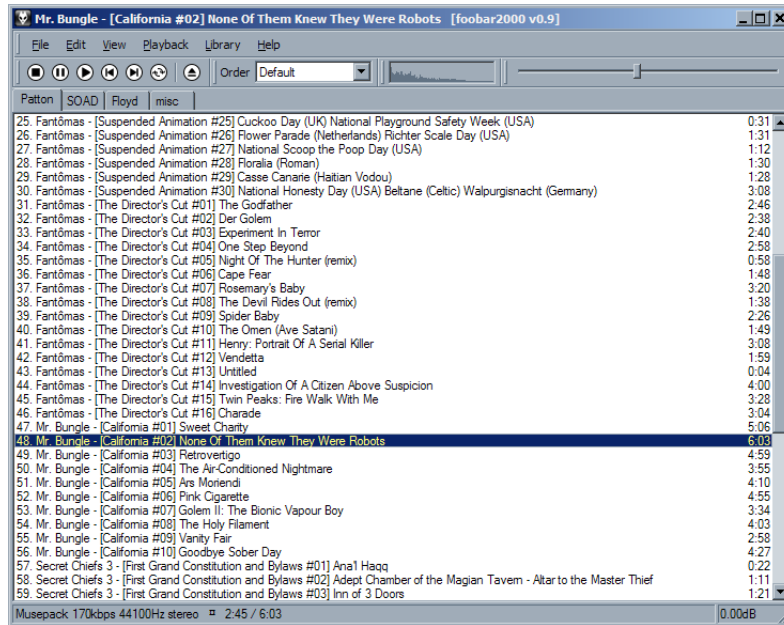 Mr. Bungle - [California #02] None Of Them Knew They Were Robots   [foobar2000 v0.9]
File Edit View Playback Library Help
Order Default
Patton SOAD Floyd misc
25. Fantômas - [Suspended Animation #25] Cuckoo Day (UK) National Playground Safety Week (USA) 0:31
26. Fantômas - [Suspended Animation #26] Flower Parade (Netherlands) Richter Scale Day (USA) 1:31
27. Fantômas - [Suspended Animation #27] National Scoop the Poop Day (USA) 1:12
28. Fantômas - [Suspended Animation #28] Floralia (Roman) 1:30
29. Fantômas - [Suspended Animation #29] Casse Canarie (Haitian Vodou) 1:28
30. Fantômas - [Suspended Animation #30] National Honesty Day (USA) Beltane (Celtic) Walpurgisnacht (Germany) 3:08
31. Fantômas - [The Director's Cut #01] The Godfather 2:46
32. Fantômas - [The Director's Cut #02] Der Golem 2:38
33. Fantômas - [The Director's Cut #03] Experiment In Terror 2:40
34. Fantômas - [The Director's Cut #04] One Step Beyond 2:58
35. Fantômas - [The Director's Cut #05] Night Of The Hunter (remix) 0:58
36. Fantômas - [The Director's Cut #06] Cape Fear 1:48
37. Fantômas - [The Director's Cut #07] Rosemary's Baby 3:20
38. Fantômas - [The Director's Cut #08] The Devil Rides Out (remix) 1:38
39. Fantômas - [The Director's Cut #09] Spider Baby 2:26
40. Fantômas - [The Director's Cut #10] The Omen (Ave Satani) 1:49
41. Fantômas - [The Director's Cut #11] Henry: Portrait Of A Serial Killer 3:08
42. Fantômas - [The Director's Cut #12] Vendetta 1:59
43. Fantômas - [The Director's Cut #13] Untitled 0:04
44. Fantômas - [The Director's Cut #14] Investigation Of A Citizen Above Suspicion 4:00
45. Fantômas - [The Director's Cut #15] Twin Peaks: Fire Walk With Me 3:28
46. Fantômas - [The Director's Cut #16] Charade 3:04
47. Mr. Bungle - [California #01] Sweet Charity 5:06
48. Mr. Bungle - [California #02] None Of Them Knew They Were Robots 6:03
49. Mr. Bungle - [California #03] Retrovertigo 4:59
50. Mr. Bungle - [California #04] The Air-Conditioned Nightmare 3:55
51. Mr. Bungle - [California #05] Ars Moriendi 4:10
52. Mr. Bungle - [California #06] Pink Cigarette 4:55
53. Mr. Bungle - [California #07] Golem II: The Bionic Vapour Boy 3:34
54. Mr. Bungle - [California #08] The Holy Filament 4:03
55. Mr. Bungle - [California #09] Vanity Fair 2:58
56. Mr. Bungle - [California #10] Goodbye Sober Day 4:27
57. Secret Chiefs 3 - [First Grand Constitution and Bylaws #01] Ana'l Haqq 0:22
58. Secret Chiefs 3 - [First Grand Constitution and Bylaws #02] Adept Chamber of the Magian Tavern - Altar to the Master Thief 1:11
59. Secret Chiefs 3 - [First Grand Constitution and Bylaws #03] Inn of 3 Doors 1:21
Musepack 170kbps 44100Hz stereo ¤ 2:45 / 6:03 0.00dB